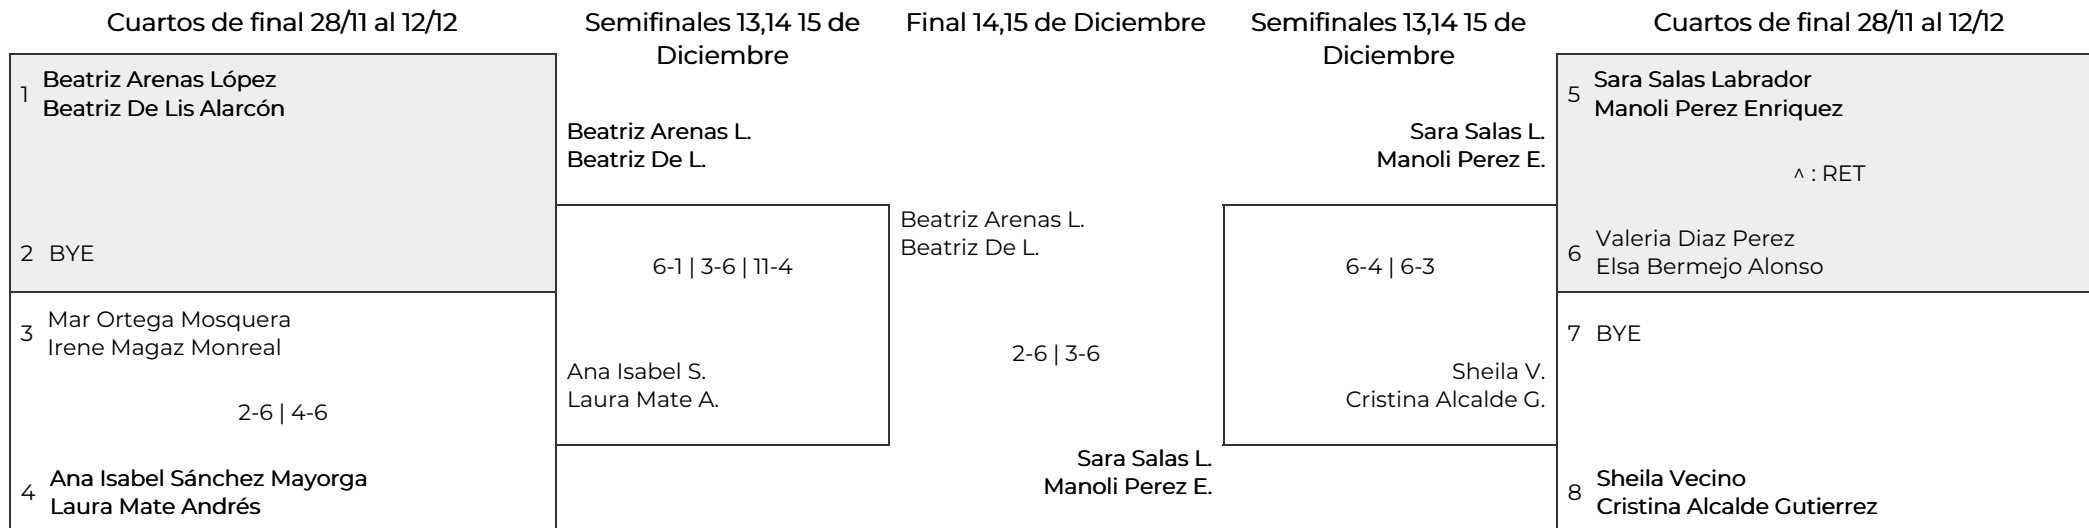 Cuartos de final 28/11 al 12/12
Semifinales 13,14 15 de
Diciembre
Final 14,15 de Diciembre
Semifinales 13,14 15 de
Diciembre
Cuartos de final 28/11 al 12/12
1
Beatriz Arenas López
Beatriz De Lis Alarcón
2 BYE
3
Mar Ortega Mosquera
Irene Magaz Monreal
2-6 | 4-6
4
Ana Isabel Sánchez Mayorga
Laura Mate Andrés
Beatriz Arenas L.
Beatriz De L.
6-1 | 3-6 | 11-4
Ana Isabel S.
Laura Mate A.
Beatriz Arenas L.
Beatriz De L.
2-6 | 3-6
Sara Salas L.
Manoli Perez E.
Sara Salas L.
Manoli Perez E.
6-4 | 6-3
Sheila V.
Cristina Alcalde G.
5
Sara Salas Labrador
Manoli Perez Enriquez
^ : RET
6
Valeria Diaz Perez
Elsa Bermejo Alonso
7 BYE
8
Sheila Vecino
Cristina Alcalde Gutierrez